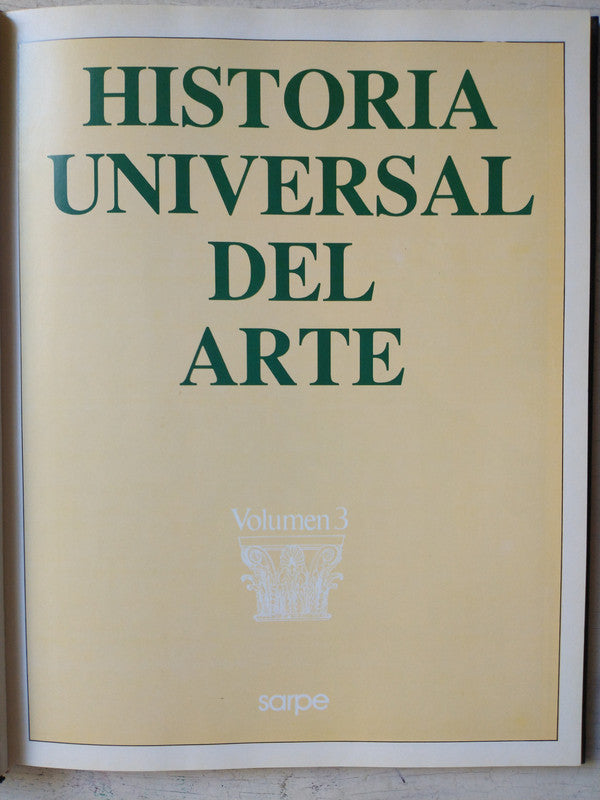 HISTORIA
UNIVERSAL
DEL
ARTE
Volumen 3
sarpe